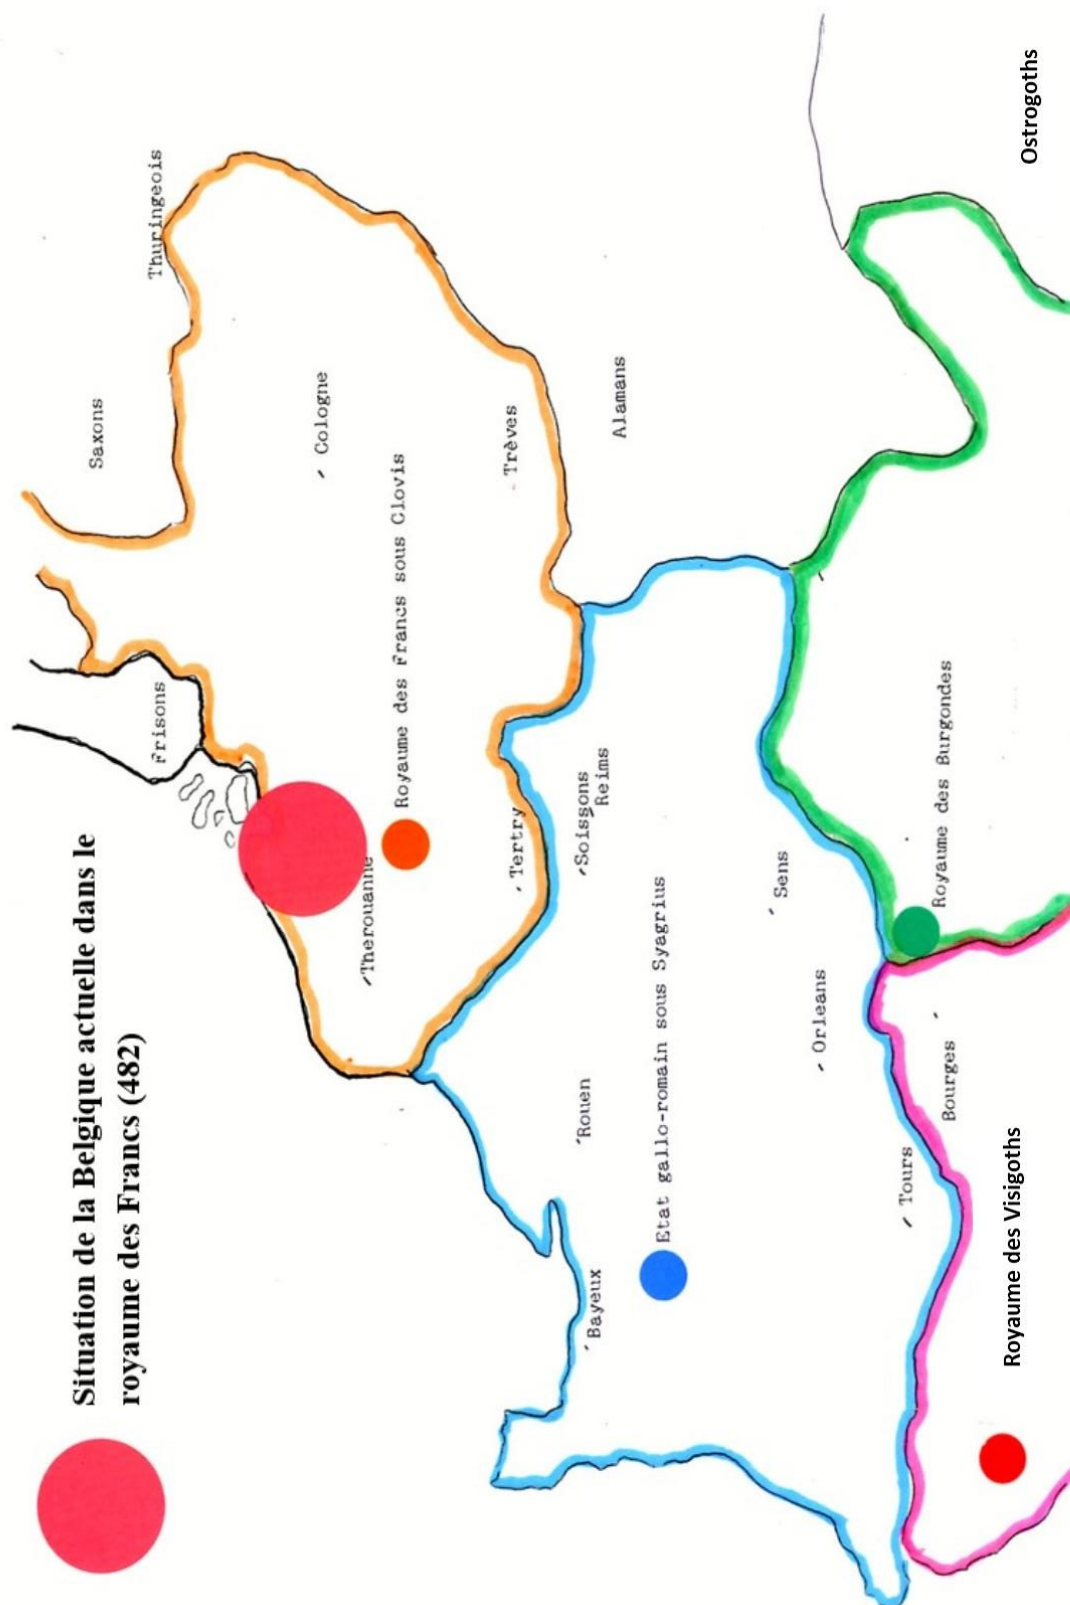 Situation de la Belgique actuelle dans le
royaume des Francs (482)
Saxons
Thuringeois
Frisons
Cologne
Therouanne
Royaume des Francs sous Clovis
Trèves
Tertry
Alamans
Soissons
Reims
Rouen
Bayeux
Etat gallo-romain sous Syagrius
Sens
Orleans
Tours
Bourges
Royaume des Burgondes
Royaume des Visigoths
Ostrogoths